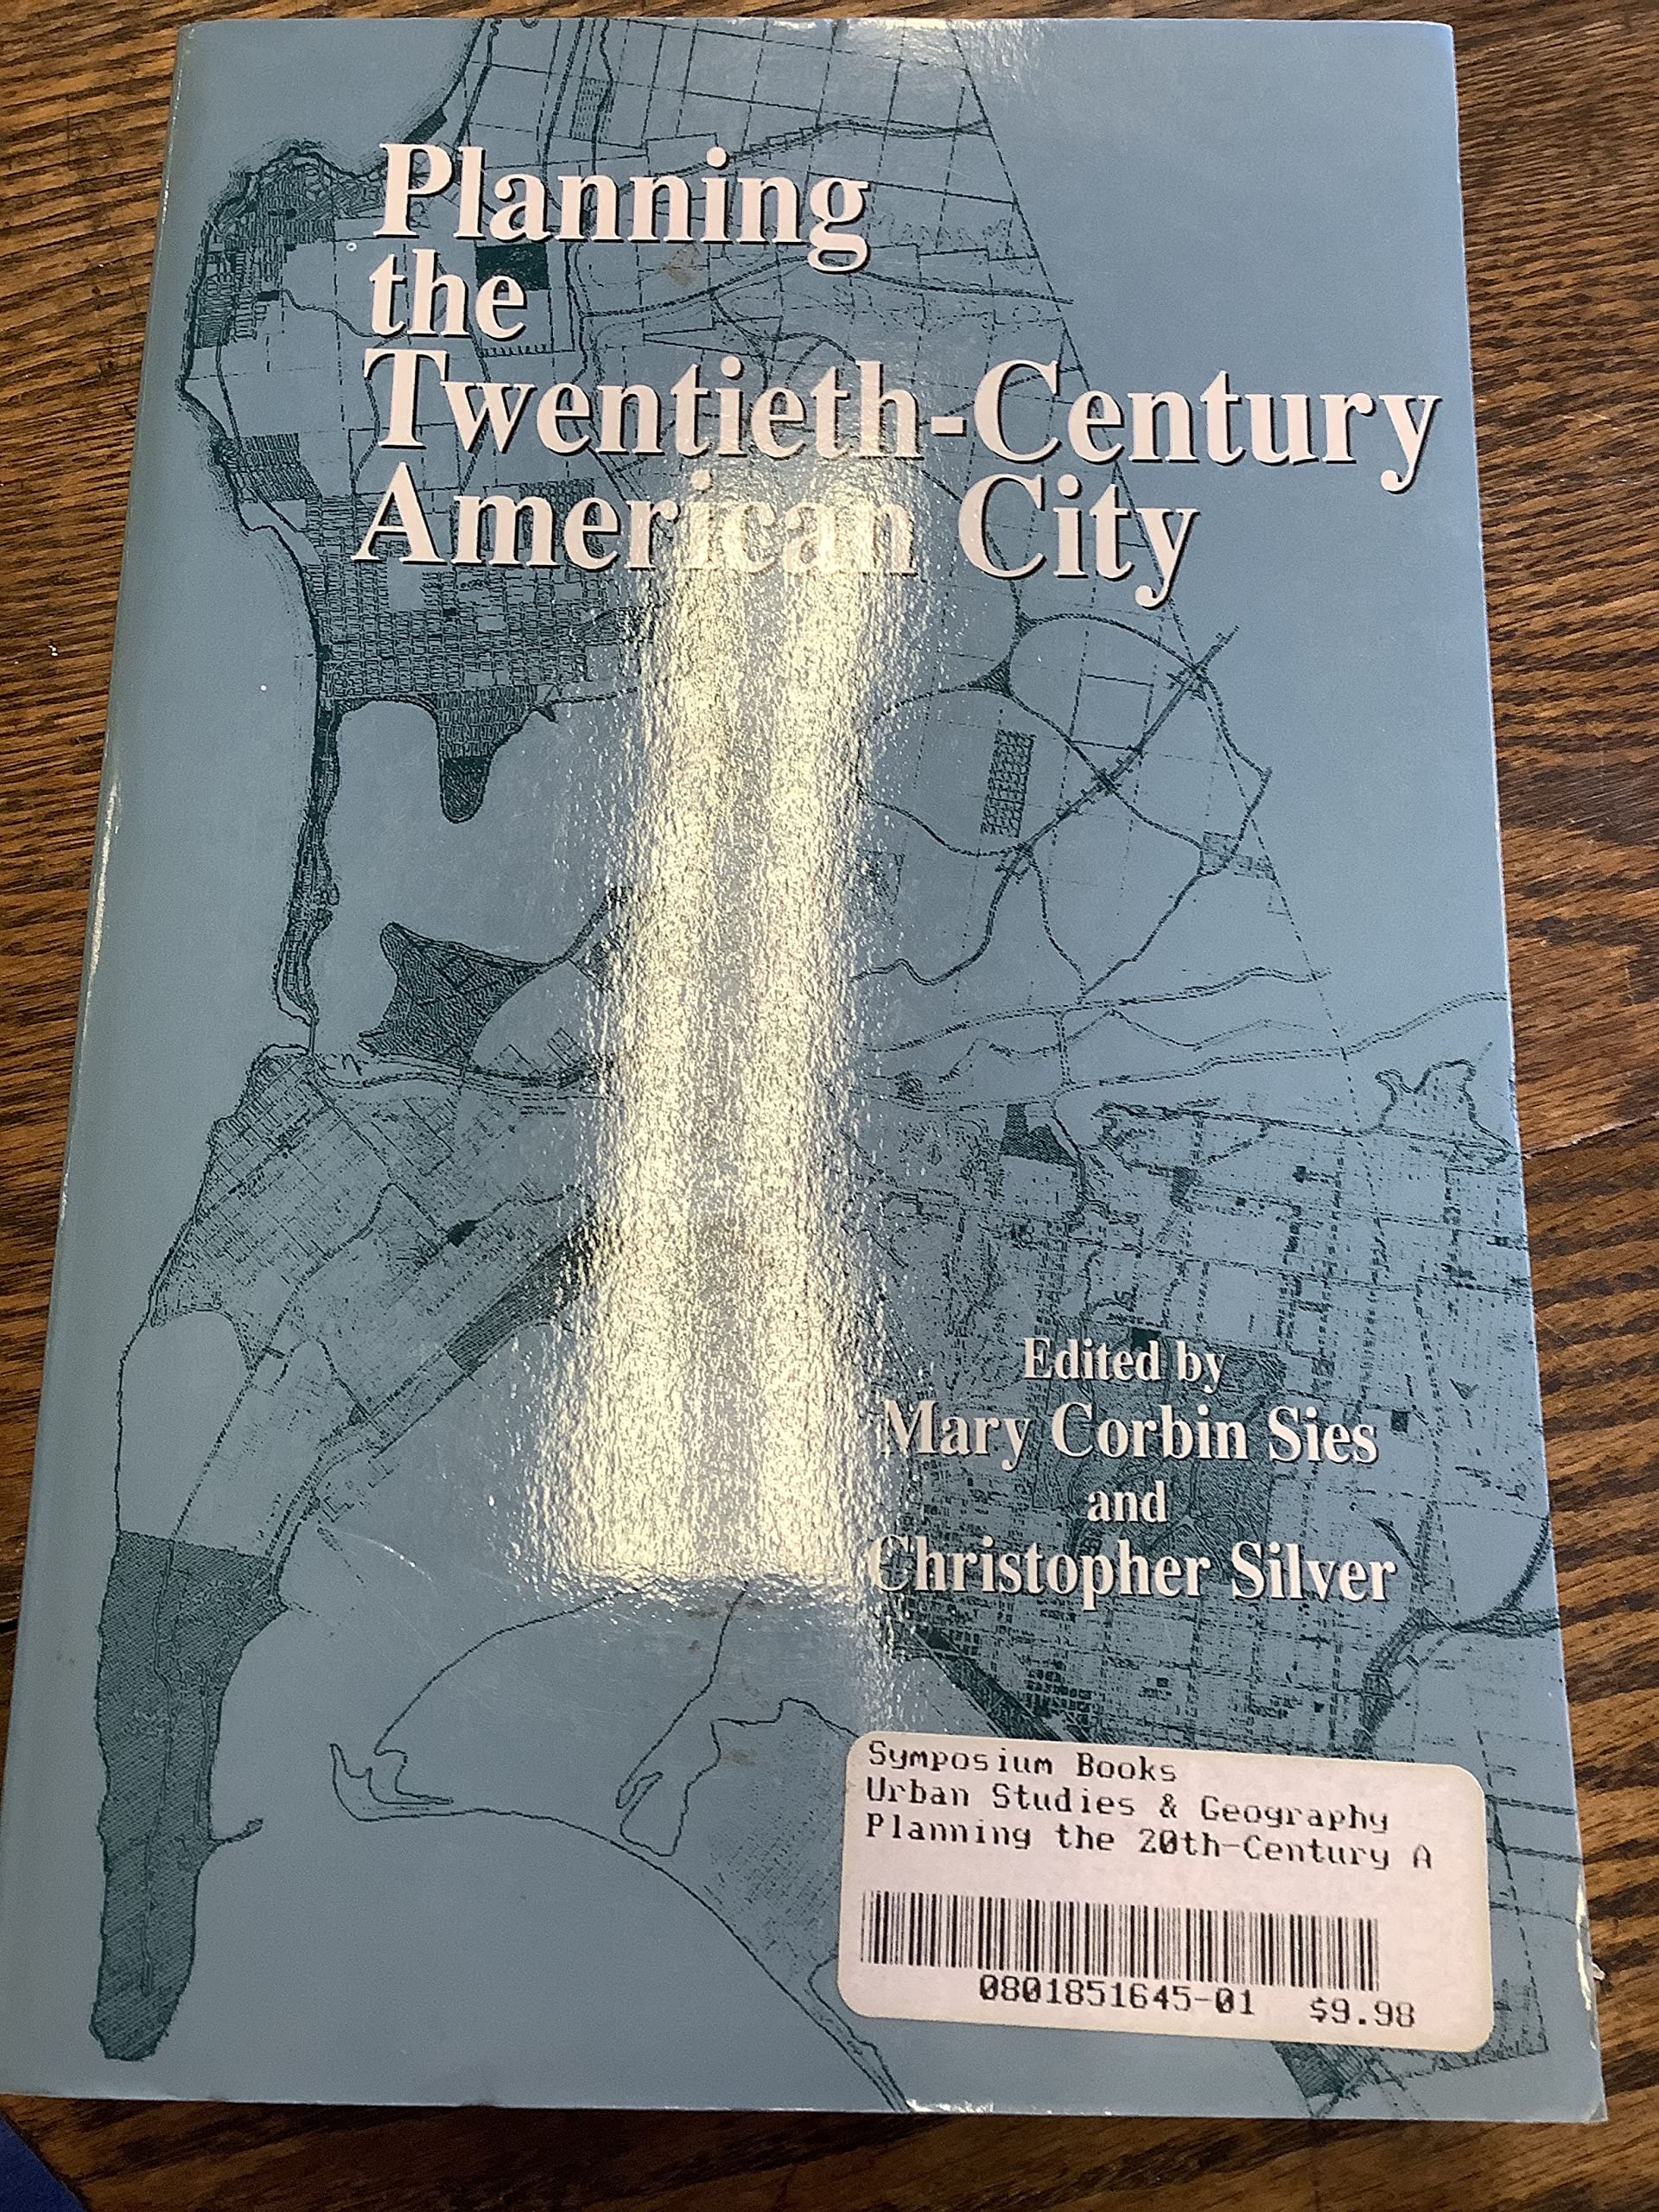 Planning
the
Twentieth-Century
American City
Edited by
Mary Corbin Sies
and
Christopher Silver
Symposium Books
Urban Studies & Geography
Planning the 20th-Century A
0801851645-01 $9.98